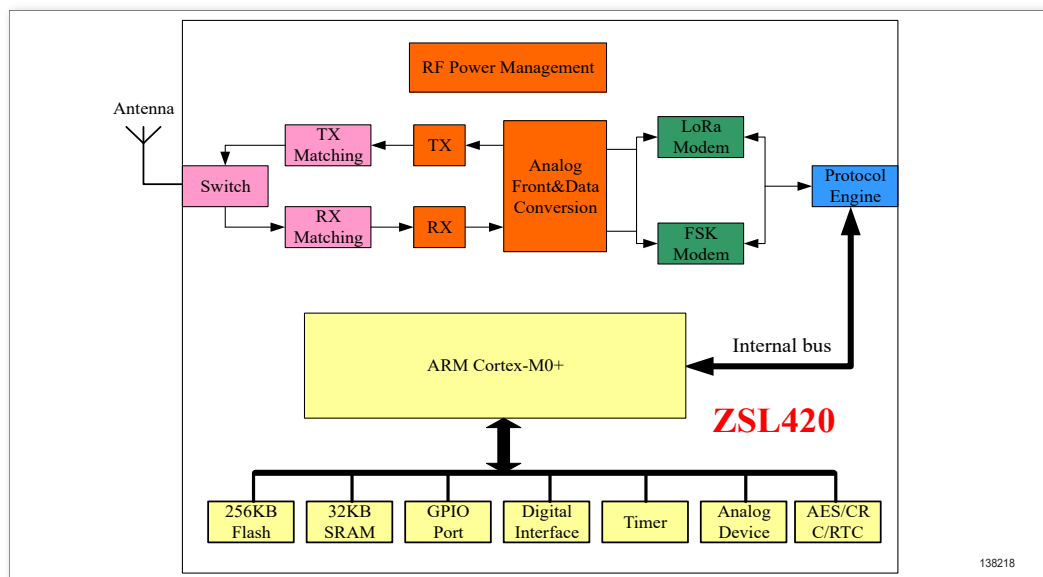 RF Power Management
Antenna
TX
Matching
TX
Analog
Front&Data
Conversion
LoRa
Modem
Switch
Protocol
Engine
RX
Matching
RX
FSK
Modem
ARM Cortex-M0+
Internal bus
ZSL420
256KB
Flash
32KB
SRAM
GPIO
Port
Digital
Interface
Timer
Analog
Device
AES/CR
C/RTC
138218